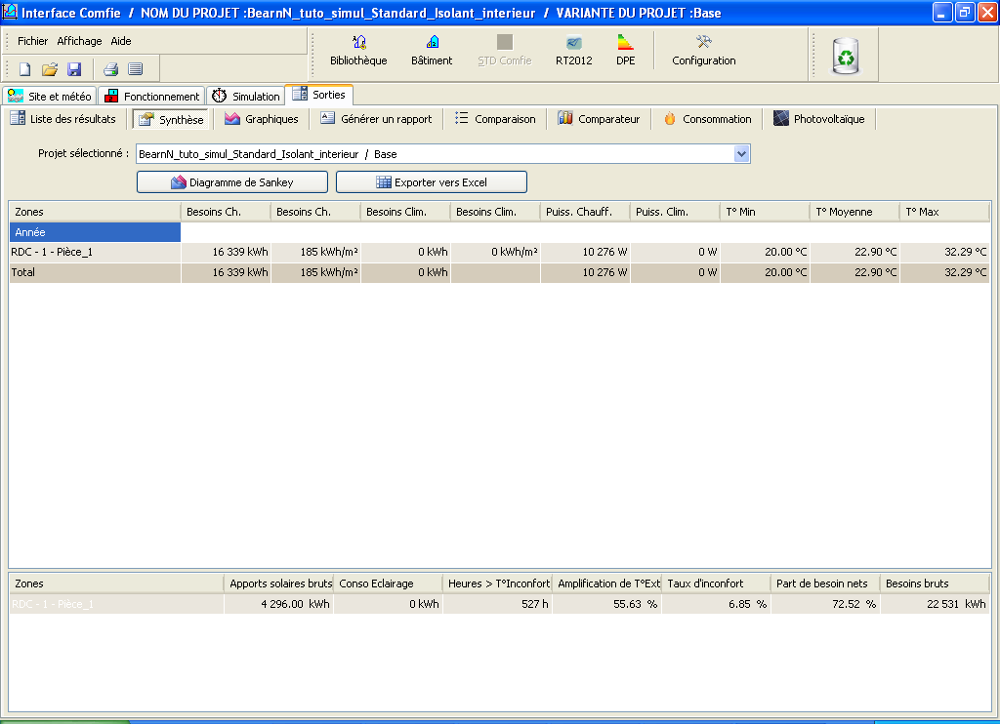 Interface Comfie / NOM DU PROJET :BearnN_tuto_simul_Standard_Isolant_interieur / VARIANTE DU PROJET :Base
Fichier Affichage Aide
Bibliothèque Bâtiment STD Comfie RT2012 DPE Configuration
Site et météo Fonctionnement Simulation Sorties
Liste des résultats Synthèse Graphiques Générer un rapport Comparaison Comparateur Consommation Photovoltaïque
Projet sélectionné : BearnN_tuto_simul_Standard_Isolant_interieur / Base
Diagramme de Sankey Exporter vers Excel
Zones Besoins Ch. Besoins Ch. Besoins Clim. Besoins Clim. Puiss. Chauff. Puiss. Clim. T° Min T° Moyenne T° Max
Année
RDC - 1 - Pièce_1 16 339 kWh 185 kWh/m² 0 kWh 0 kWh/m² 10 276 W 0 W 20.00 °C 22.90 °C 32.29 °C
Total 16 339 kWh 185 kWh/m² 0 kWh 10 276 W 0 W 20.00 °C 22.90 °C 32.29 °C
Zones Apports solaires bruts Conso Eclairage Heures > T°Inconfort Amplification de T°Ext Taux d'inconfort Part de besoin nets Besoins bruts
RDC - 1 - Pièce_1 4 296.00 kWh 0 kWh 527 h 55.63 % 6.85 % 72.52 % 22 531 kWh